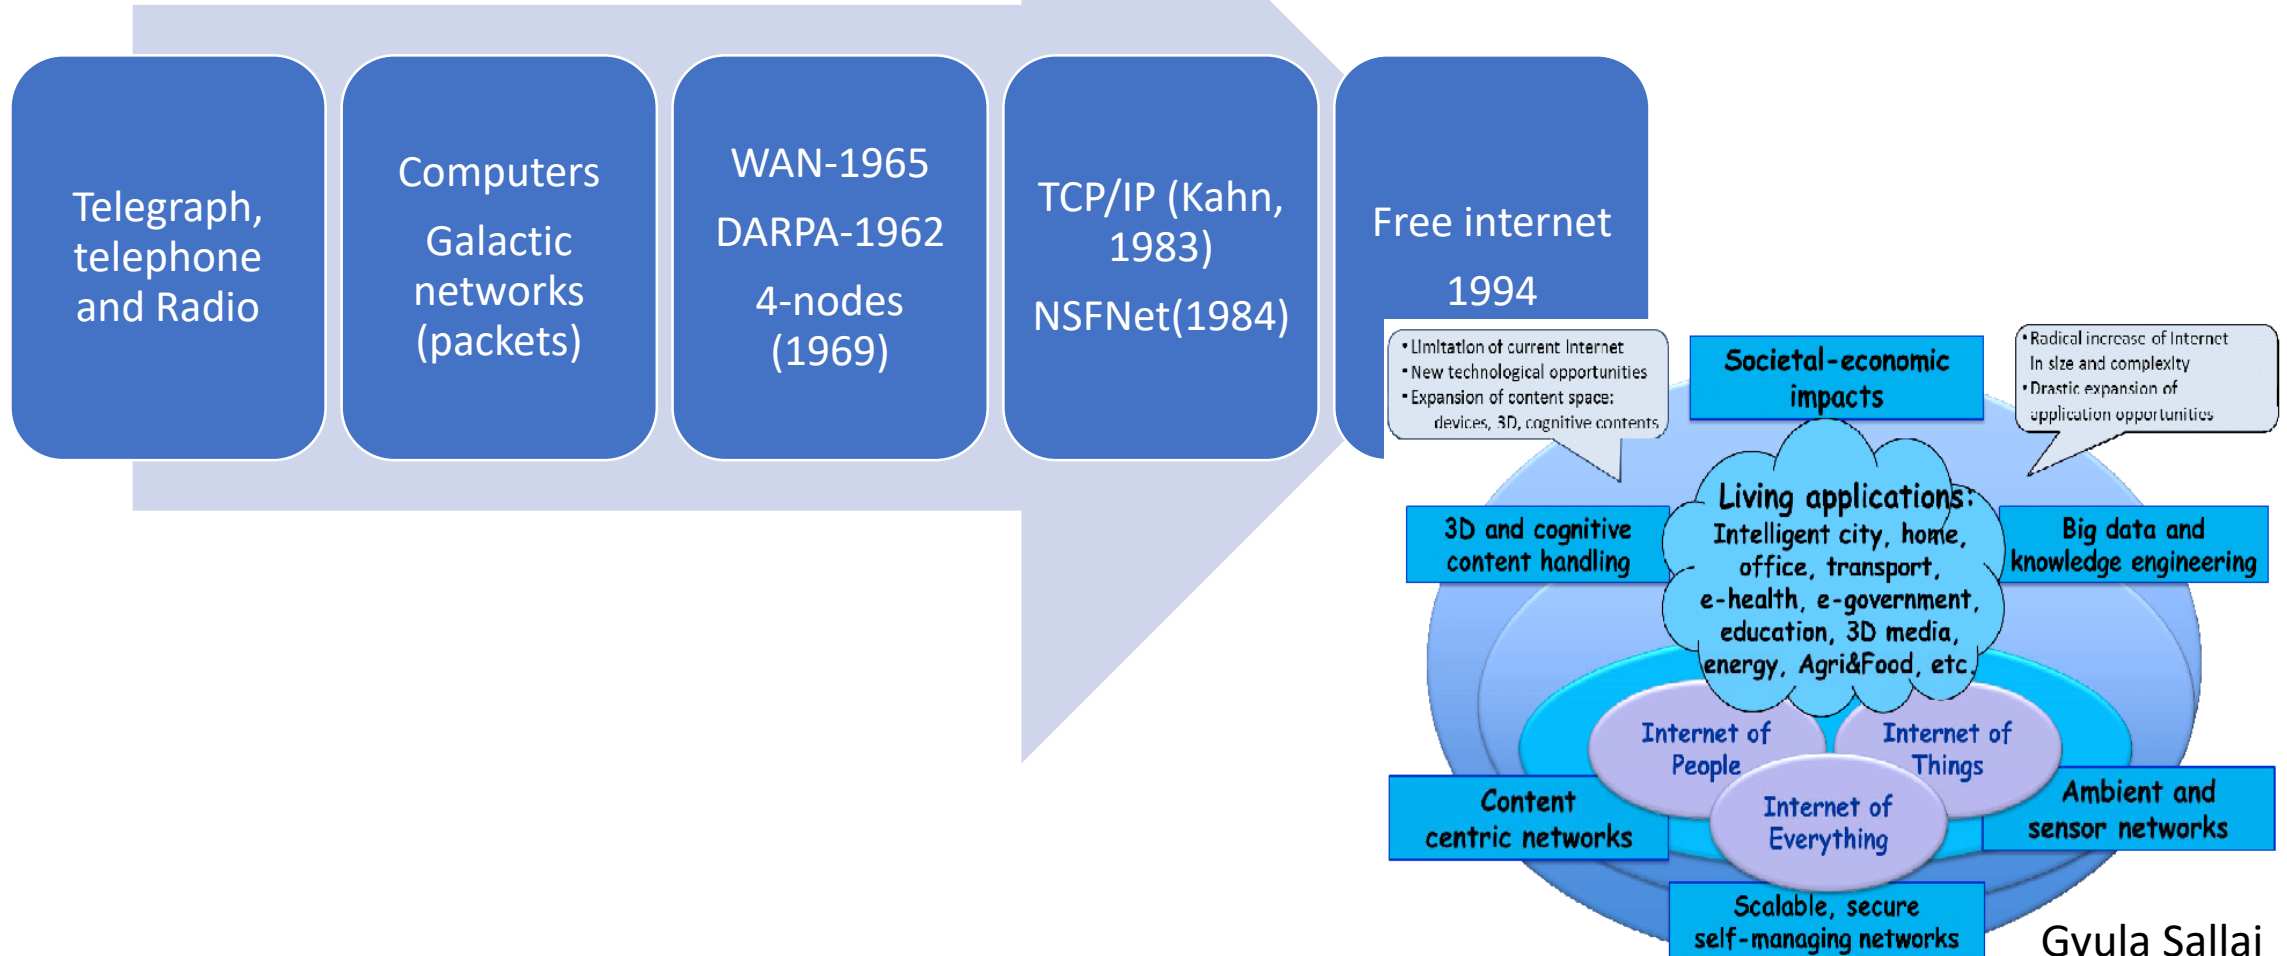 Telegraph,
telephone
and Radio
Computers
Galactic
networks
(packets)
WAN-1965
DARPA-1962
4-nodes
(1969)
TCP/IP (Kahn,
1983)
NSFNet(1984)
Free internet
1994
• Limitation of current Internet
• New technological opportunities
• Expansion of content space:
devices, 3D, cognitive contents
Societal-economic
impacts
• Radical increase of Internet
in size and complexity
• Drastic expansion of
application opportunities
Living applications:
Intelligent city, home,
office, transport,
e-health, e-government,
education, 3D media,
energy, Agri&Food, etc.
3D and cognitive
content handling
Big data and
knowledge engineering
Internet of
People
Internet of
Things
Internet of
Everything
Content
centric networks
Ambient and
sensor networks
Scalable, secure
self-managing networks
Gyula Sallai